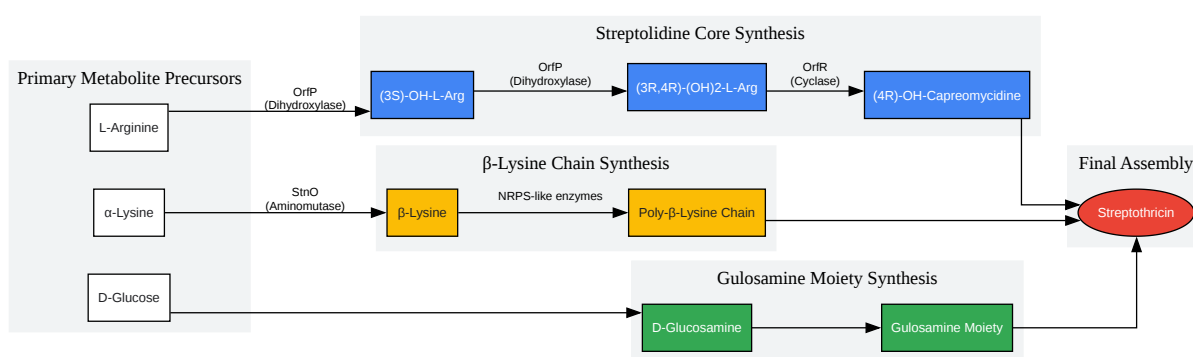 Streptolidine Core Synthesis
Primary Metabolite Precursors
OrfP
(Dihydroxylase)
OrfP
(Dihydroxylase)
OrfR
(Cyclase)
L-Arginine
(3S)-OH-L-Arg
(3R,4R)-(OH)2-L-Arg
(4R)-OH-Capreomycidine
β-Lysine Chain Synthesis
Final Assembly
StnO
(Aminomutase)
NRPS-like enzymes
α-Lysine
β-Lysine
Poly-β-Lysine Chain
Streptothricin
Gulosamine Moiety Synthesis
D-Glucose
D-Glucosamine
Gulosamine Moiety